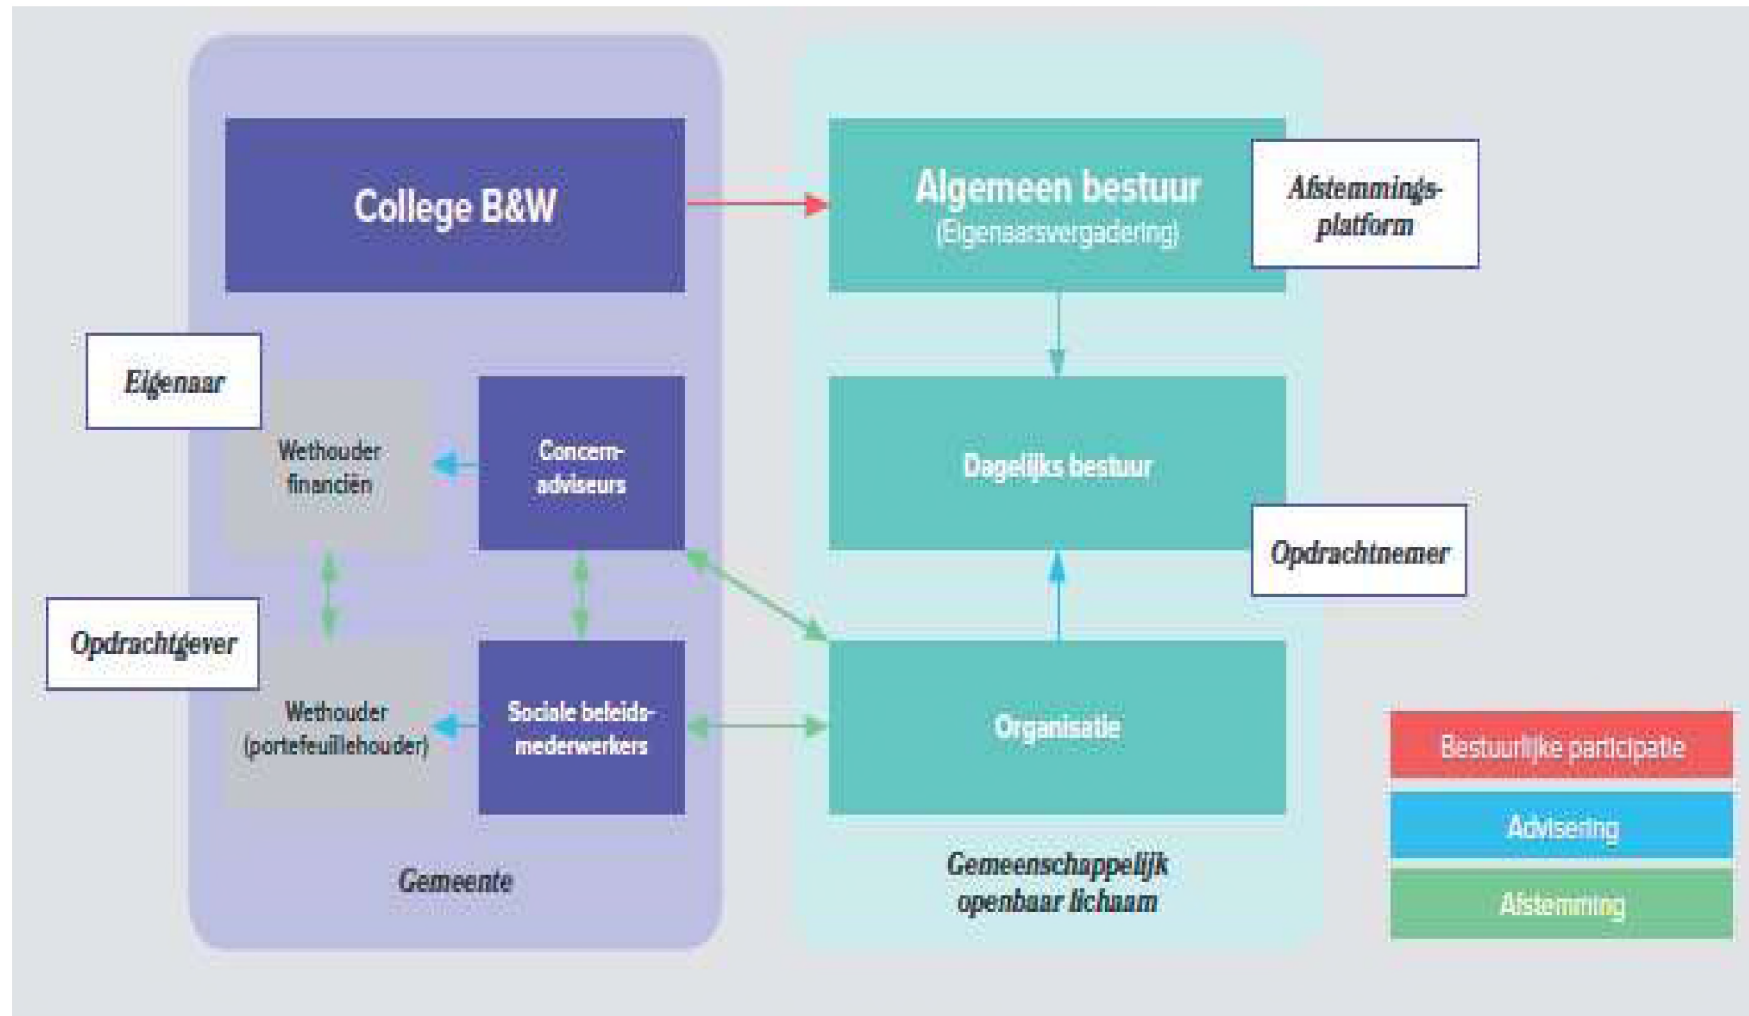 College B&W
Algemeen bestuur
(Eigenaarsvergadering)
Afstemmings-
platform
Eigenaar
Wethouder
financiën
Concern-
adviseurs
Dagelijks bestuur
Opdrachtnemer
Opdrachtgever
Wethouder
(portefeuillehouder)
Sociale beleids-
mederwerkers
Organisatie
Gemeente
Gemeenschappelijk
openbaar lichaam
Bestuurlijke participatie
Advisering
Afstemming